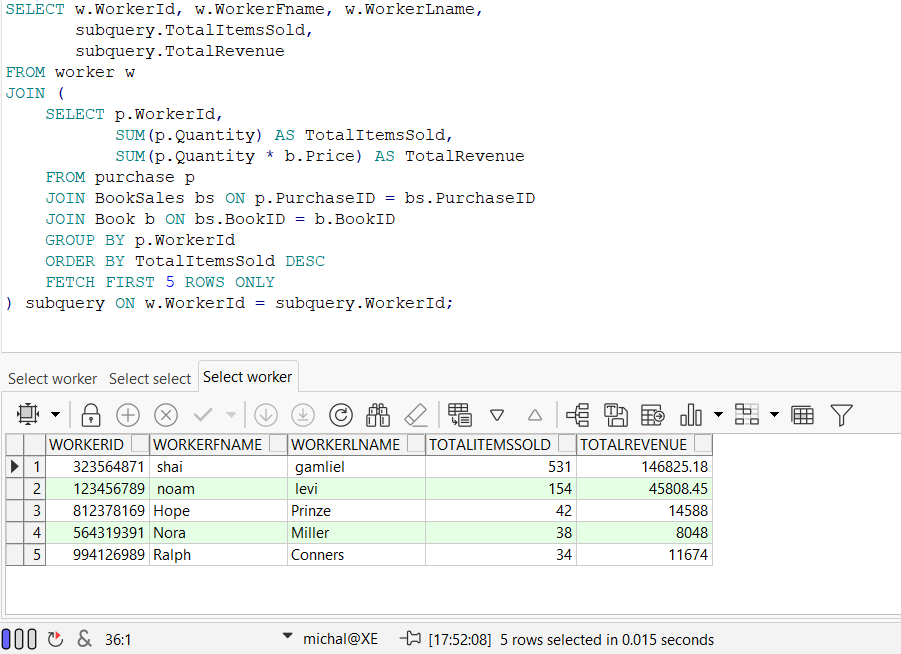 SELECT w.WorkerId, w.WorkerFname, w.WorkerLname,
       subquery.TotalItemsSold,
       subquery.TotalRevenue
FROM worker w
JOIN (
    SELECT p.WorkerId,
           SUM(p.Quantity) AS TotalItemsSold,
           SUM(p.Quantity * b.Price) AS TotalRevenue
    FROM purchase p
    JOIN BookSales bs ON p.PurchaseID = bs.PurchaseID
    JOIN Book b ON bs.BookID = b.BookID
    GROUP BY p.WorkerId
    ORDER BY TotalItemsSold DESC
    FETCH FIRST 5 ROWS ONLY
) subquery ON w.WorkerId = subquery.WorkerId;
Select worker Select select Select worker
WORKERID WORKERFNAME WORKERLNAME TOTALITEMSSOLD TOTALREVENUE
1 323564871 shai gamliel 531 146825.18
2 123456789 noam levi 154 45808.45
3 812378169 Hope Prinze 42 14588
4 564319391 Nora Miller 38 8048
5 994126989 Ralph Conners 34 11674
& 36:1 michal@XE [17:52:08] 5 rows selected in 0.015 seconds